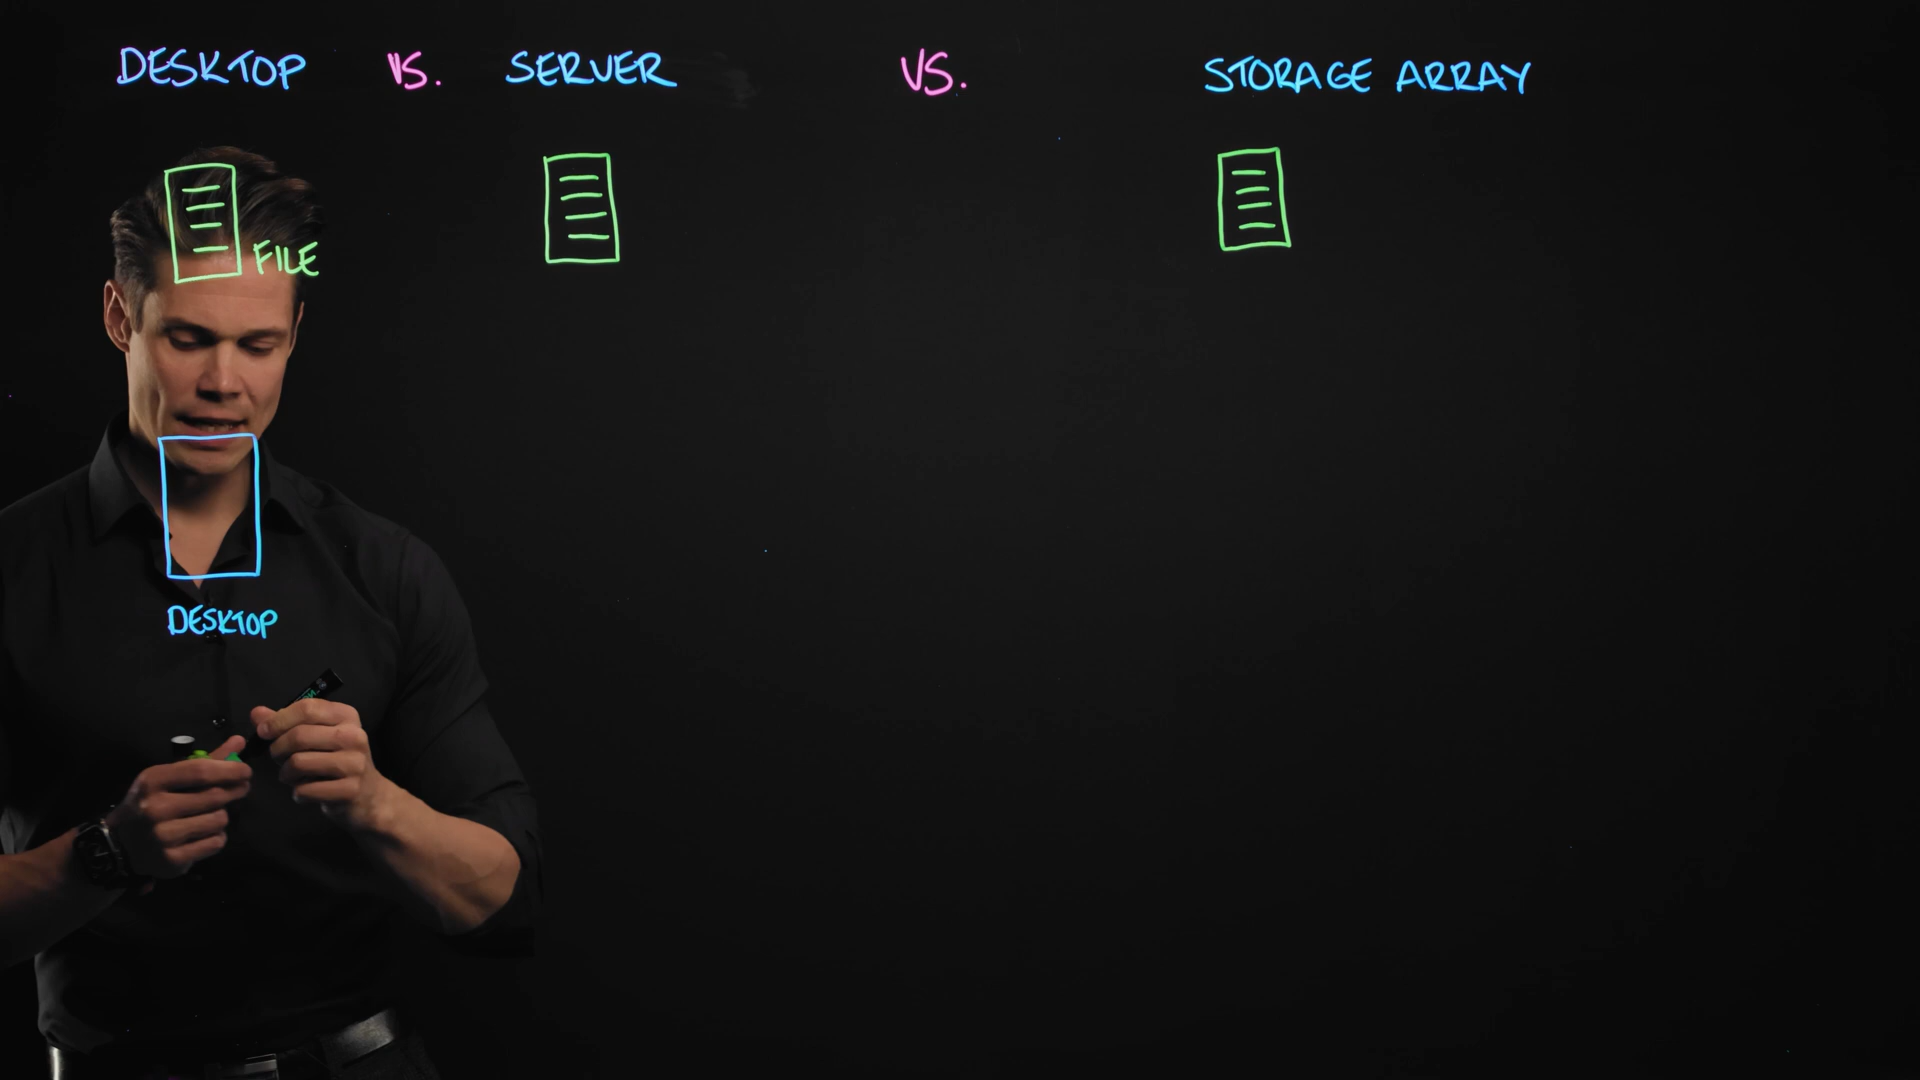 DESKTOP VS. SERVER VS. STORAGE ARRAY
FILE
DESKTOP